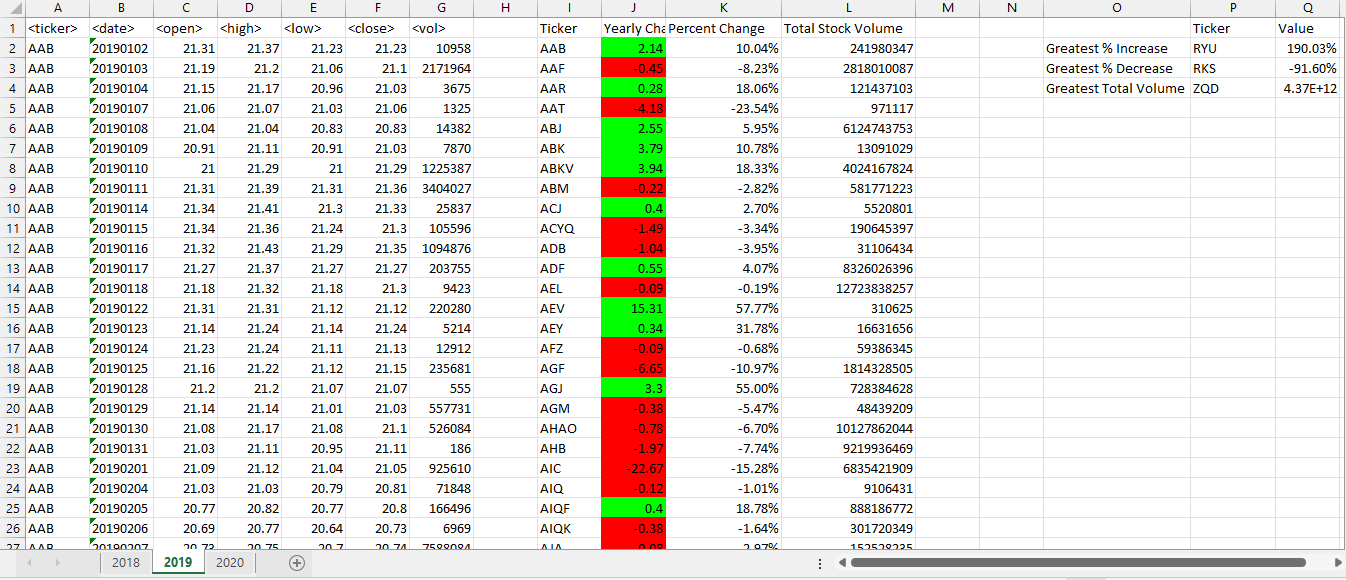 A B C D E F G H I J K L M N O P Q
1 <ticker> <date> <open> <high> <low> <close> <vol> Ticker Yearly Cha Percent Change Total Stock Volume Ticker Value
2 AAB 20190102 21.31 21.37 21.23 21.23 10958 AAB 2.14 10.04% 241980347 Greatest % Increase RYU 190.03%
3 AAB 20190103 21.19 21.2 21.06 21.1 2171964 AAF -0.45 -8.23% 2818010087 Greatest % Decrease RKS -91.60%
4 AAB 20190104 21.15 21.17 20.96 21.03 3675 AAR 0.28 18.06% 121437103 Greatest Total Volume ZQD 4.37E+12
5 AAB 20190107 21.06 21.07 21.03 21.06 1325 AAT -4.18 -23.54% 971117
6 AAB 20190108 21.04 21.04 20.83 20.83 14382 ABJ 2.55 5.95% 6124743753
7 AAB 20190109 20.91 21.11 20.91 21.03 7870 ABK 3.79 10.78% 13091029
8 AAB 20190110 21 21.29 21 21.29 1225387 ABKV 3.94 18.33% 4024167824
9 AAB 20190111 21.31 21.39 21.31 21.36 3404027 ABM -0.22 -2.82% 581771223
10 AAB 20190114 21.34 21.41 21.3 21.33 25837 ACJ 0.4 2.70% 5520801
11 AAB 20190115 21.34 21.36 21.24 21.3 105596 ACYQ -1.49 -3.34% 190645397
12 AAB 20190116 21.32 21.43 21.29 21.35 1094876 ADB -1.04 -3.95% 31106434
13 AAB 20190117 21.27 21.37 21.27 21.27 203755 ADF 0.55 4.07% 8326026396
14 AAB 20190118 21.18 21.32 21.18 21.3 9423 AEL -0.09 -0.19% 12723838257
15 AAB 20190122 21.31 21.31 21.12 21.12 220280 AEV 15.31 57.77% 310625
16 AAB 20190123 21.14 21.24 21.14 21.24 5214 AEY 0.34 31.78% 16631656
17 AAB 20190124 21.23 21.24 21.11 21.13 12912 AFZ -0.09 -0.68% 59386345
18 AAB 20190125 21.16 21.22 21.12 21.15 235681 AGF -6.65 -10.97% 1814328505
19 AAB 20190128 21.2 21.2 21.07 21.07 555 AGJ 3.3 55.00% 728384628
20 AAB 20190129 21.14 21.14 21.01 21.03 557731 AGM -0.38 -5.47% 48439209
21 AAB 20190130 21.08 21.17 21.08 21.1 526084 AHAO -0.78 -6.70% 10127862044
22 AAB 20190131 21.03 21.11 20.95 21.11 186 AHB -1.97 -7.74% 9219936469
23 AAB 20190201 21.09 21.12 21.04 21.05 925610 AIC -22.67 -15.28% 6835421909
24 AAB 20190204 21.03 21.03 20.79 20.81 71848 AIQ -0.12 -1.01% 9106431
25 AAB 20190205 20.77 20.82 20.77 20.8 166496 AIQF 0.4 18.78% 888186772
26 AAB 20190206 20.69 20.77 20.64 20.73 6969 AIQK -0.38 -1.64% 301720349
27 AAB 20190207 20.73 20.75 20.7 20.74 7588084
2018 2019 2020